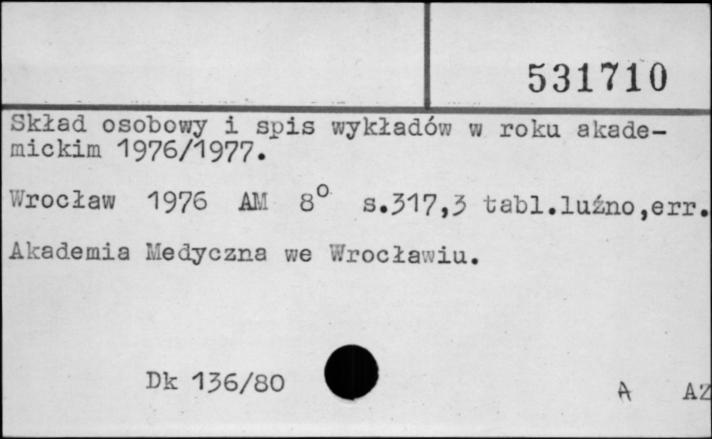 531710
Skład osobowy i spis wykładów w roku akade-
mickim 1976/1977.
Wrocław 1976 AM 8° s.317,3 tabl.luźno,err.
Akademia Medyczna we Wrocławiu.
Dk 136/80
A AZ